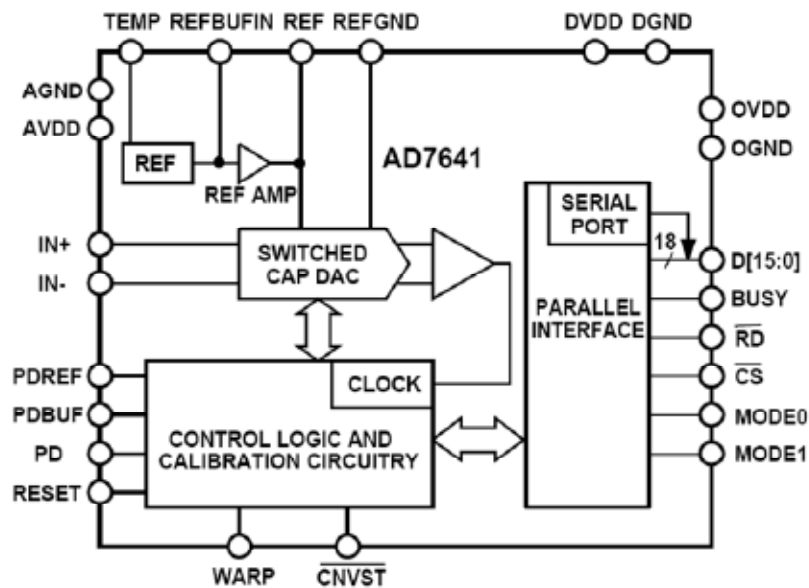 TEMP REFBUFIN REF REFGND DVDD DGND
AGND
AVDD
OVDD
OGND
REF
REF AMP
AD7641
SERIAL
PORT
18
IN+
IN-
SWITCHED
CAP DAC
D[15:0]
BUSY
PARALLEL
INTERFACE
RD
CS
MODE0
MODE1
PDREF
PDBUF
PD
RESET
CLOCK
CONTROL LOGIC AND
CALIBRATION CIRCUITRY
WARP
CNVST